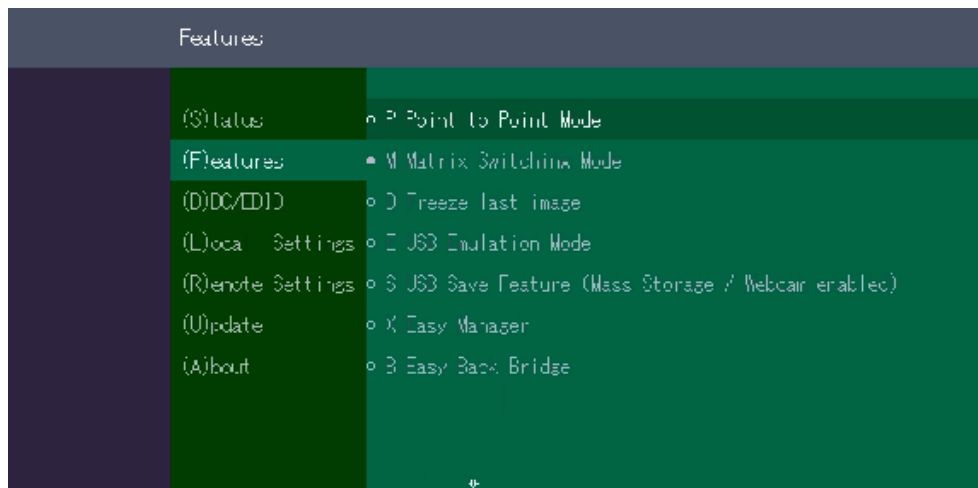 Features
(S)tatus
P Point to Point Mode
(F)eatures
M Matrix Switching Mode
(D)DC/EDID
D Freeze last image
(L)ocal Settings
E USB Emulation Mode
(R)emote Settings
S USB Save Feature (Mass Storage / Webcam enabled)
(U)pdate
X Easy Manager
(A)bout
B Easy Back Bridge